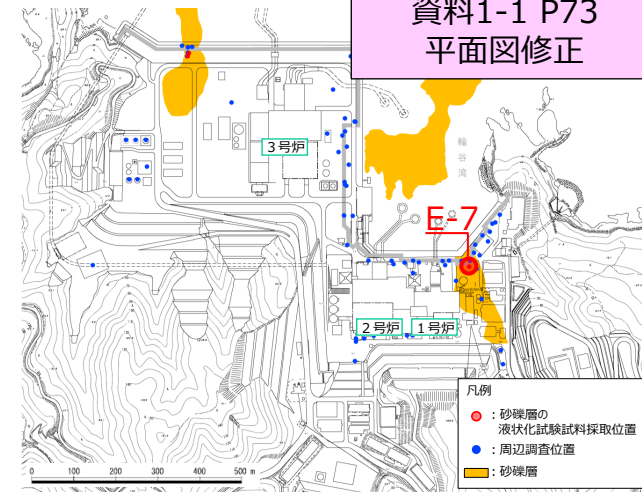 資料1-1 P73
平面図修正
3号炉
輪谷湾
E-7
2号炉
1号炉
凡例
：砂礫層の
液状化試験試料採取位置
：周辺調査位置
：砂礫層
0 100 200 300 400 500 m